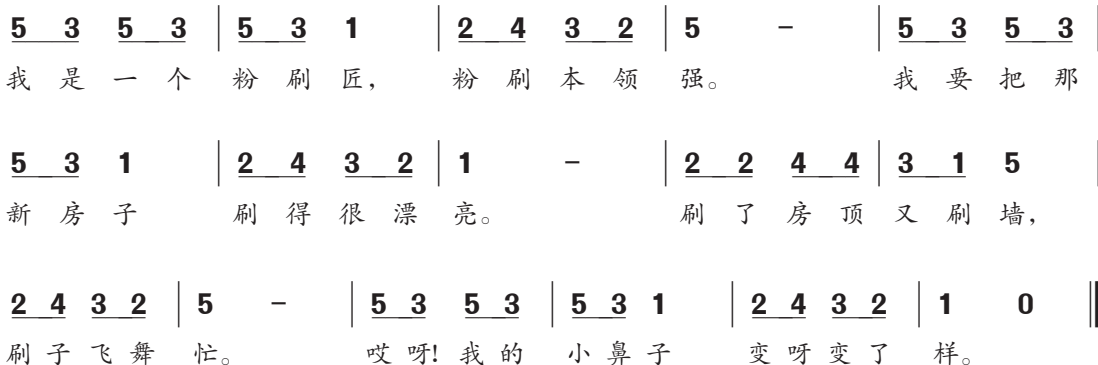 5 3 5 3 | 5 3 1 | 2 4 3 2 | 5 – | 5 3 5 3 |
我 是 一 个 粉 刷 匠， 粉 刷 本 领 强。 我 要 把 那
5 3 1 | 2 4 3 2 | 1 – | 2 2 4 4 | 3 1 5 |
新 房 子 刷 得 很 漂 亮。 刷 了 房 顶 又 刷 墙，
2 4 3 2 | 5 – | 5 3 5 3 | 5 3 1 | 2 4 3 2 | 1 0 ‖
刷 子 飞 舞 忙。 哎 呀! 我 的 小 鼻 子 变 呀 变 了 样。